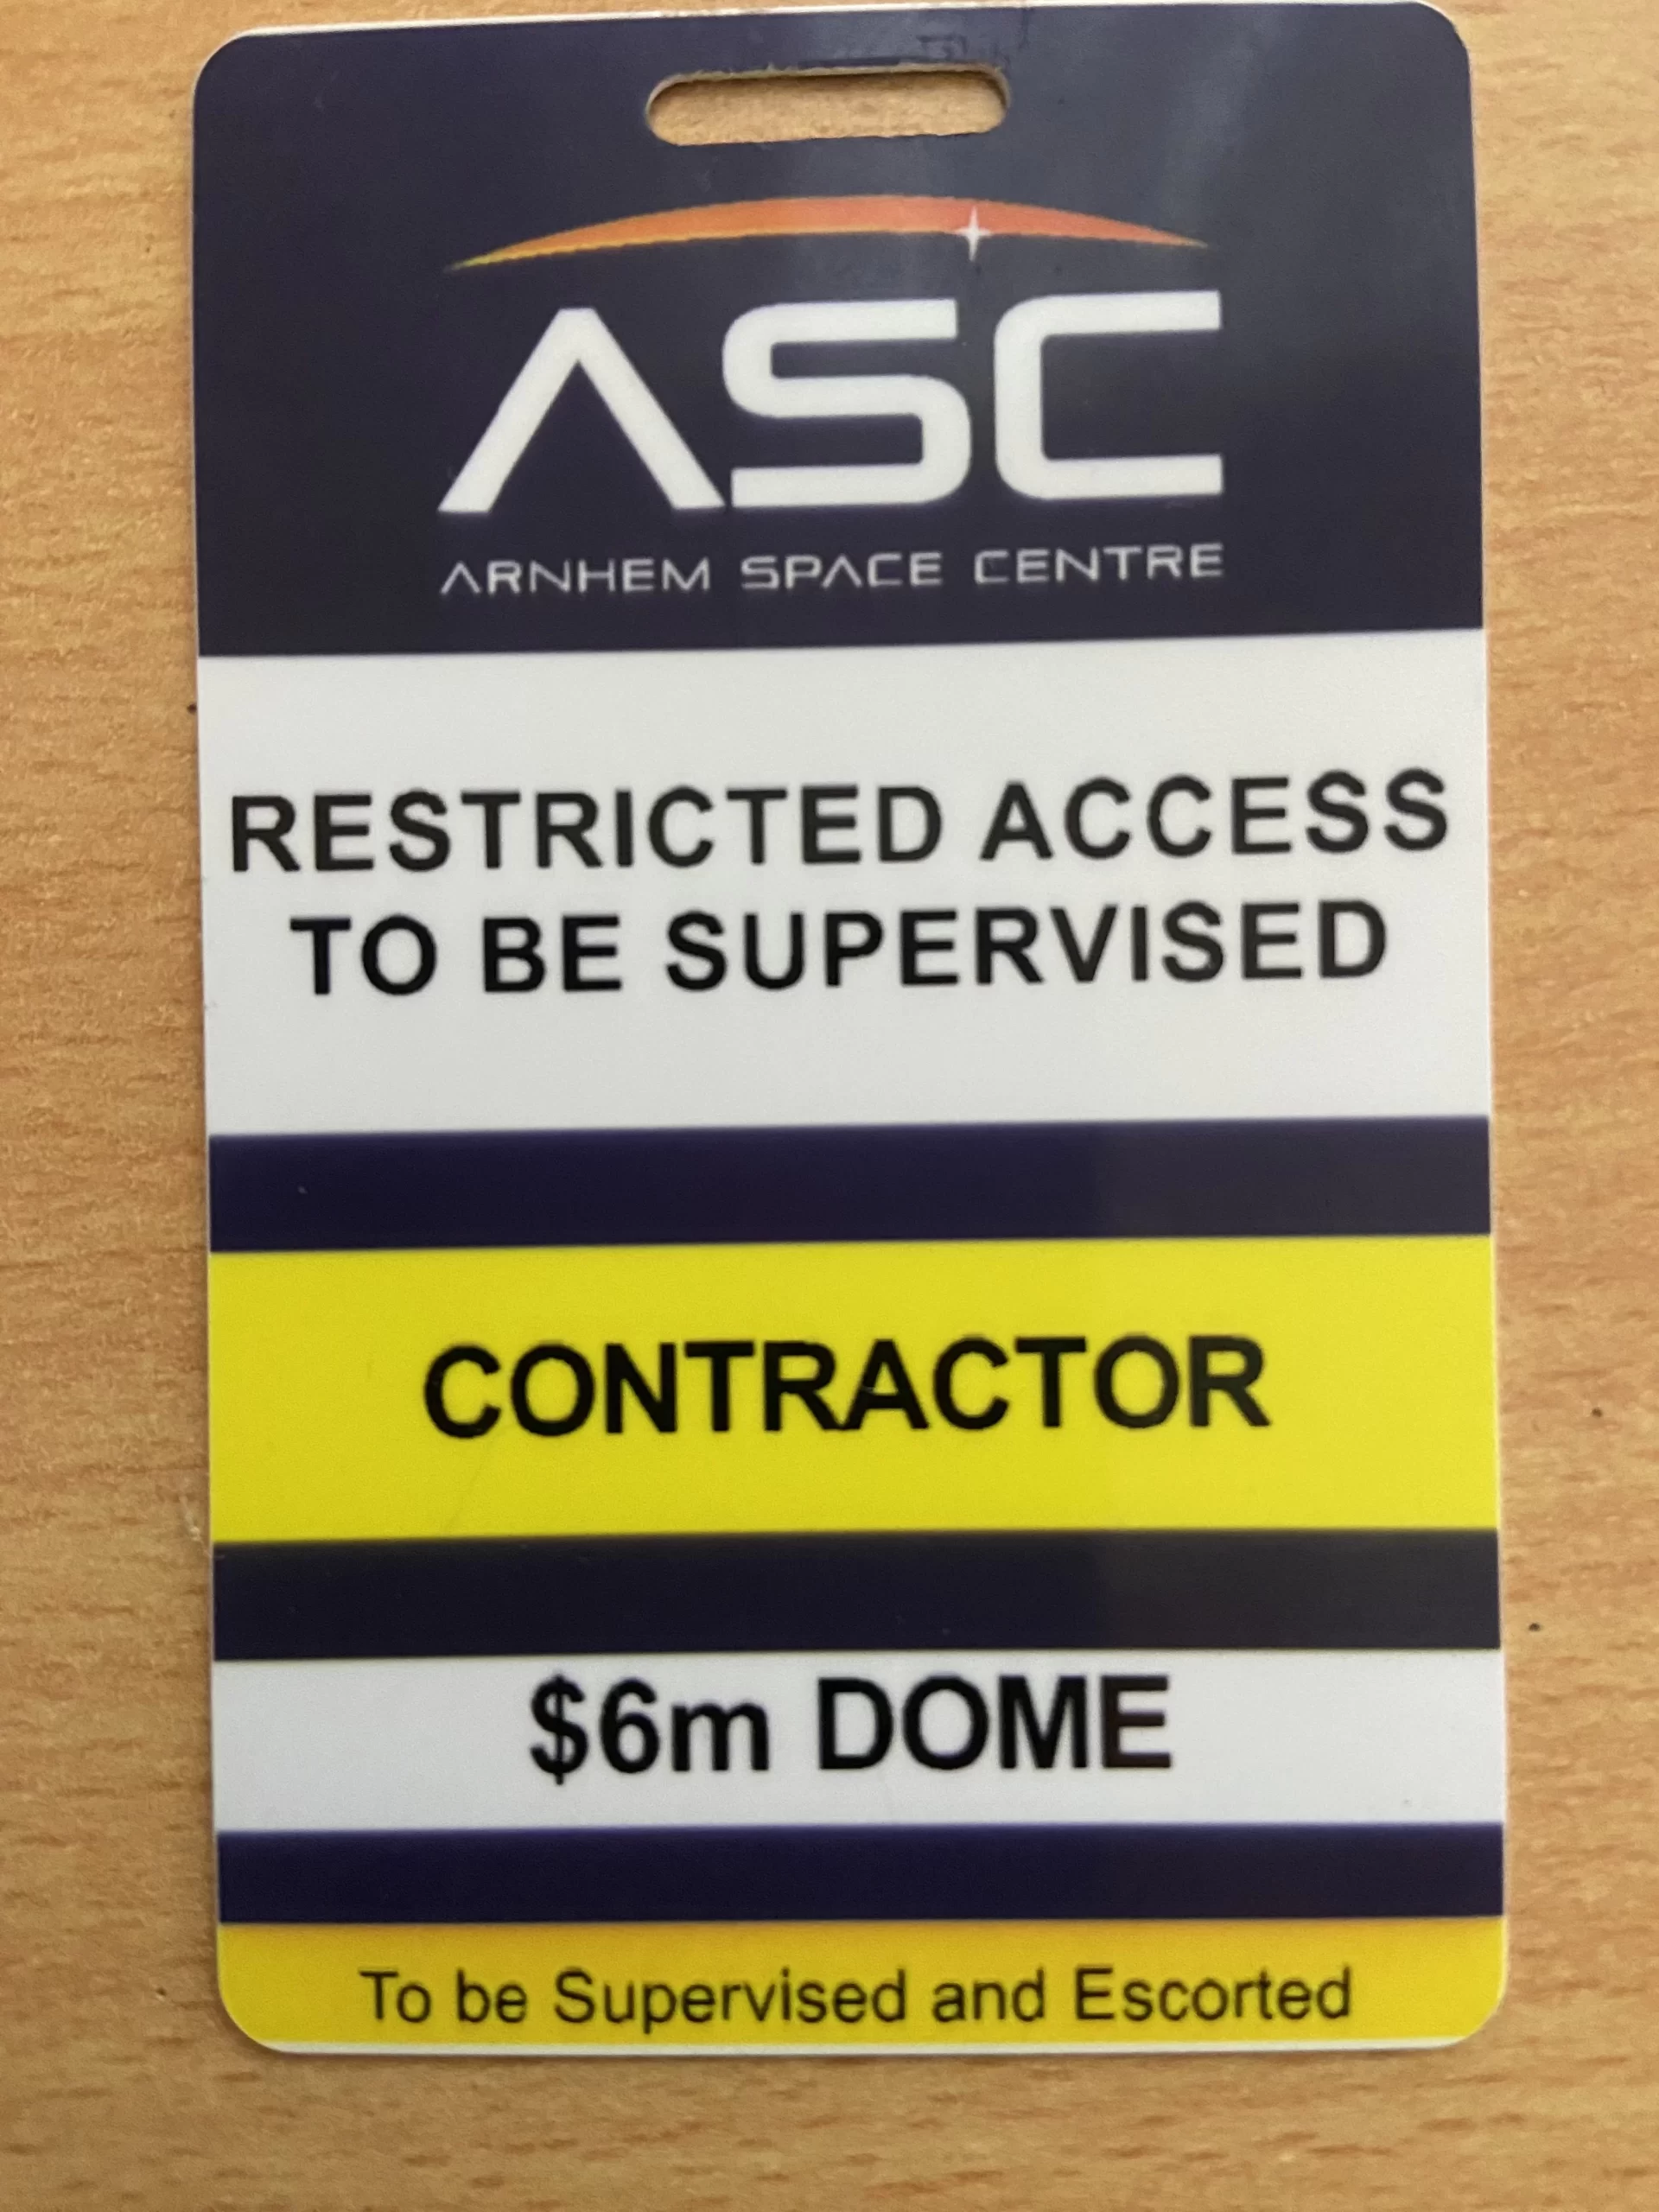 ASC
ARNHEM SPACE CENTRE
RESTRICTED ACCESS
TO BE SUPERVISED
CONTRACTOR
$6m DOME
To be Supervised and Escorted